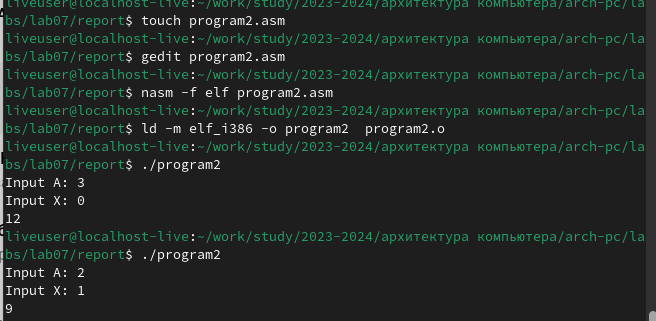 liveuser@localhost-live:~/work/study/2023-2024/архитектура компьютера/arch-pc/la
bs/lab07/report$ touch program2.asm
liveuser@localhost-live:~/work/study/2023-2024/архитектура компьютера/arch-pc/la
bs/lab07/report$ gedit program2.asm
liveuser@localhost-live:~/work/study/2023-2024/архитектура компьютера/arch-pc/la
bs/lab07/report$ nasm -f elf program2.asm
liveuser@localhost-live:~/work/study/2023-2024/архитектура компьютера/arch-pc/la
bs/lab07/report$ ld -m elf_i386 -o program2  program2.o
liveuser@localhost-live:~/work/study/2023-2024/архитектура компьютера/arch-pc/la
bs/lab07/report$ ./program2
Input A: 3
Input X: 0
12
liveuser@localhost-live:~/work/study/2023-2024/архитектура компьютера/arch-pc/la
bs/lab07/report$ ./program2
Input A: 2
Input X: 1
9